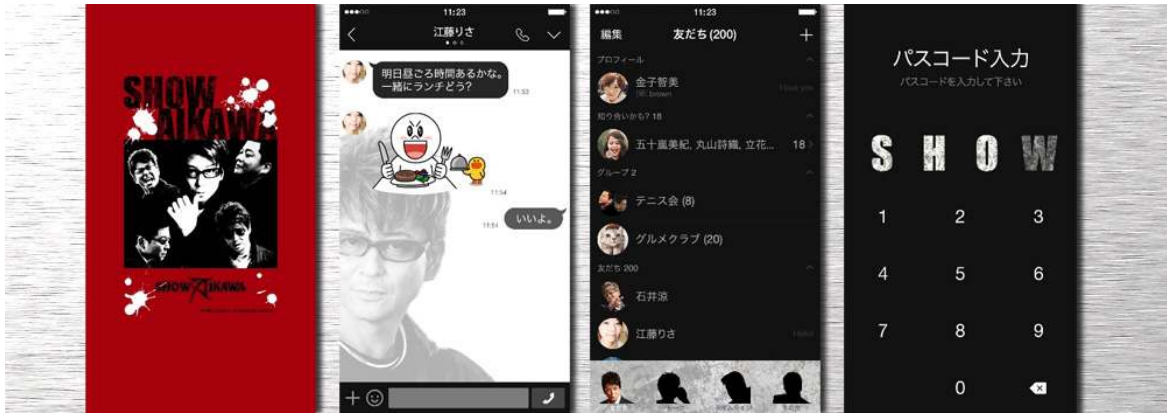 SHOW
AIKAWA
SHOW AIKAWA
11:23
江藤りさ
明日昼ごろ時間あるかな。
一緒にランチどう?
11:53
11:54
いいよ。
11:54
11:23
編集
友だち(200)
プロフィール
金子智美
brown
知り合いかも? 18
五十嵐美紀, 丸山詩織, 立花...
18
グループ 2
テニス会 (8)
グルメクラブ (20)
友だち 200
石井涼
江藤りさ
パスコード入力
パスコードを入力して下さい
SHOW
1 2 3
4 5 6
7 8 9
0